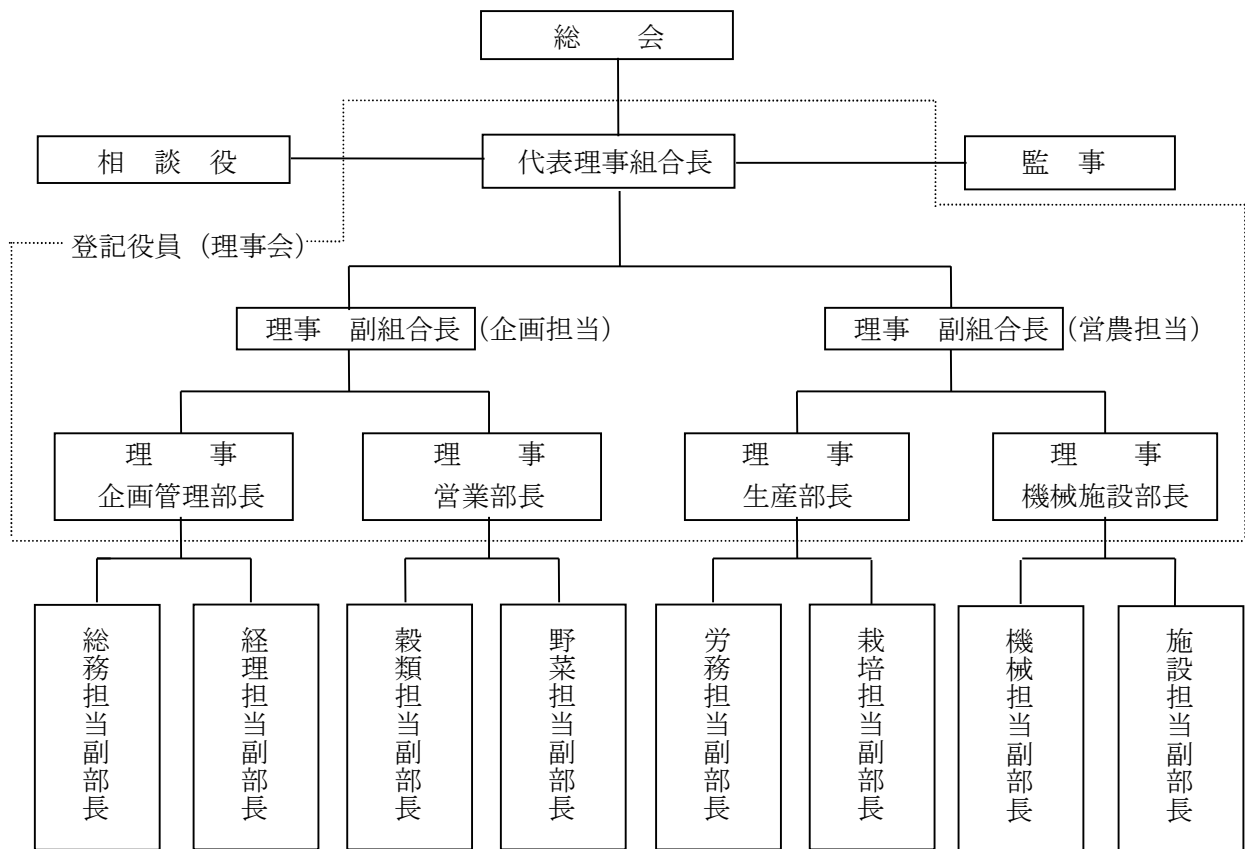 総　　会
相　談　役
代表理事組合長
監　事
登記役員（理事会）
理事　副組合長（企画担当）
理事　副組合長（営農担当）
理　　事
企画管理部長
理　　事
営業部長
理　　事
生産部長
理　　事
機械施設部長
総務担当副部長
経理担当副部長
穀類担当副部長
野菜担当副部長
労務担当副部長
栽培担当副部長
機械担当副部長
施設担当副部長